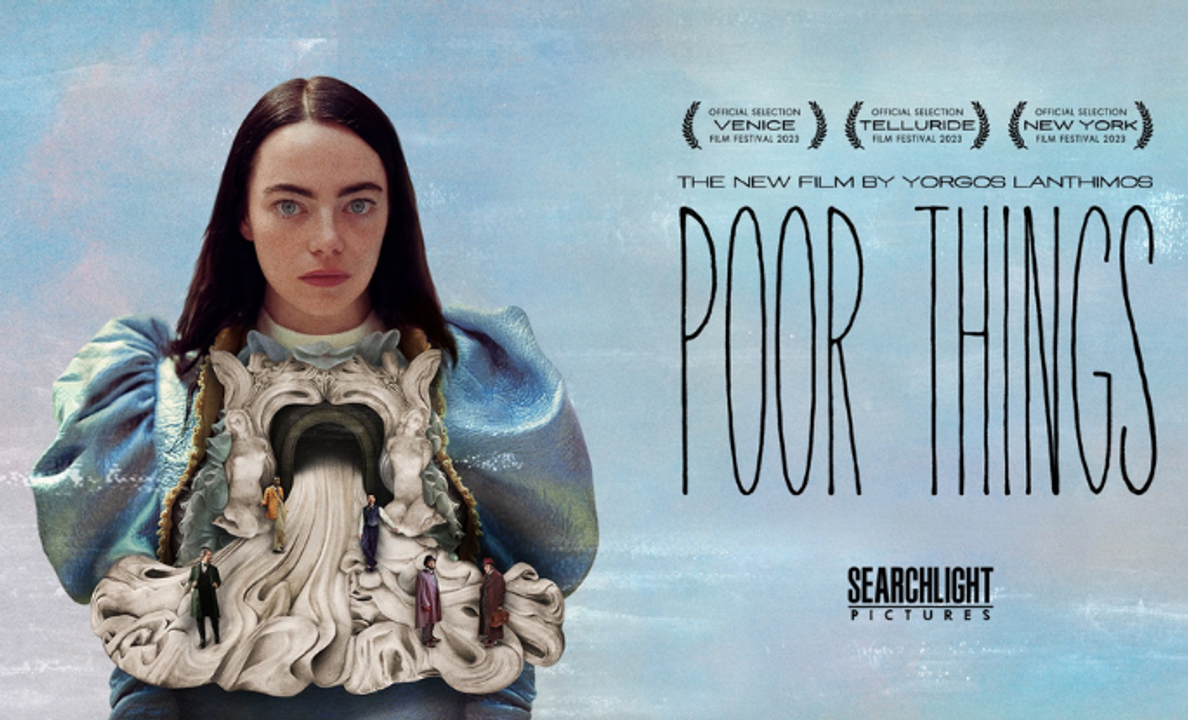 OFFICIAL SELECTION
VENICE
FILM FESTIVAL 2023
OFFICIAL SELECTION
TELLURIDE
FILM FESTIVAL 2023
OFFICIAL SELECTION
NEW YORK
FILM FESTIVAL 2023
THE NEW FILM BY YORGOS LANTHIMOS
POOR THINGS
SEARCHLIGHT
PICTURES